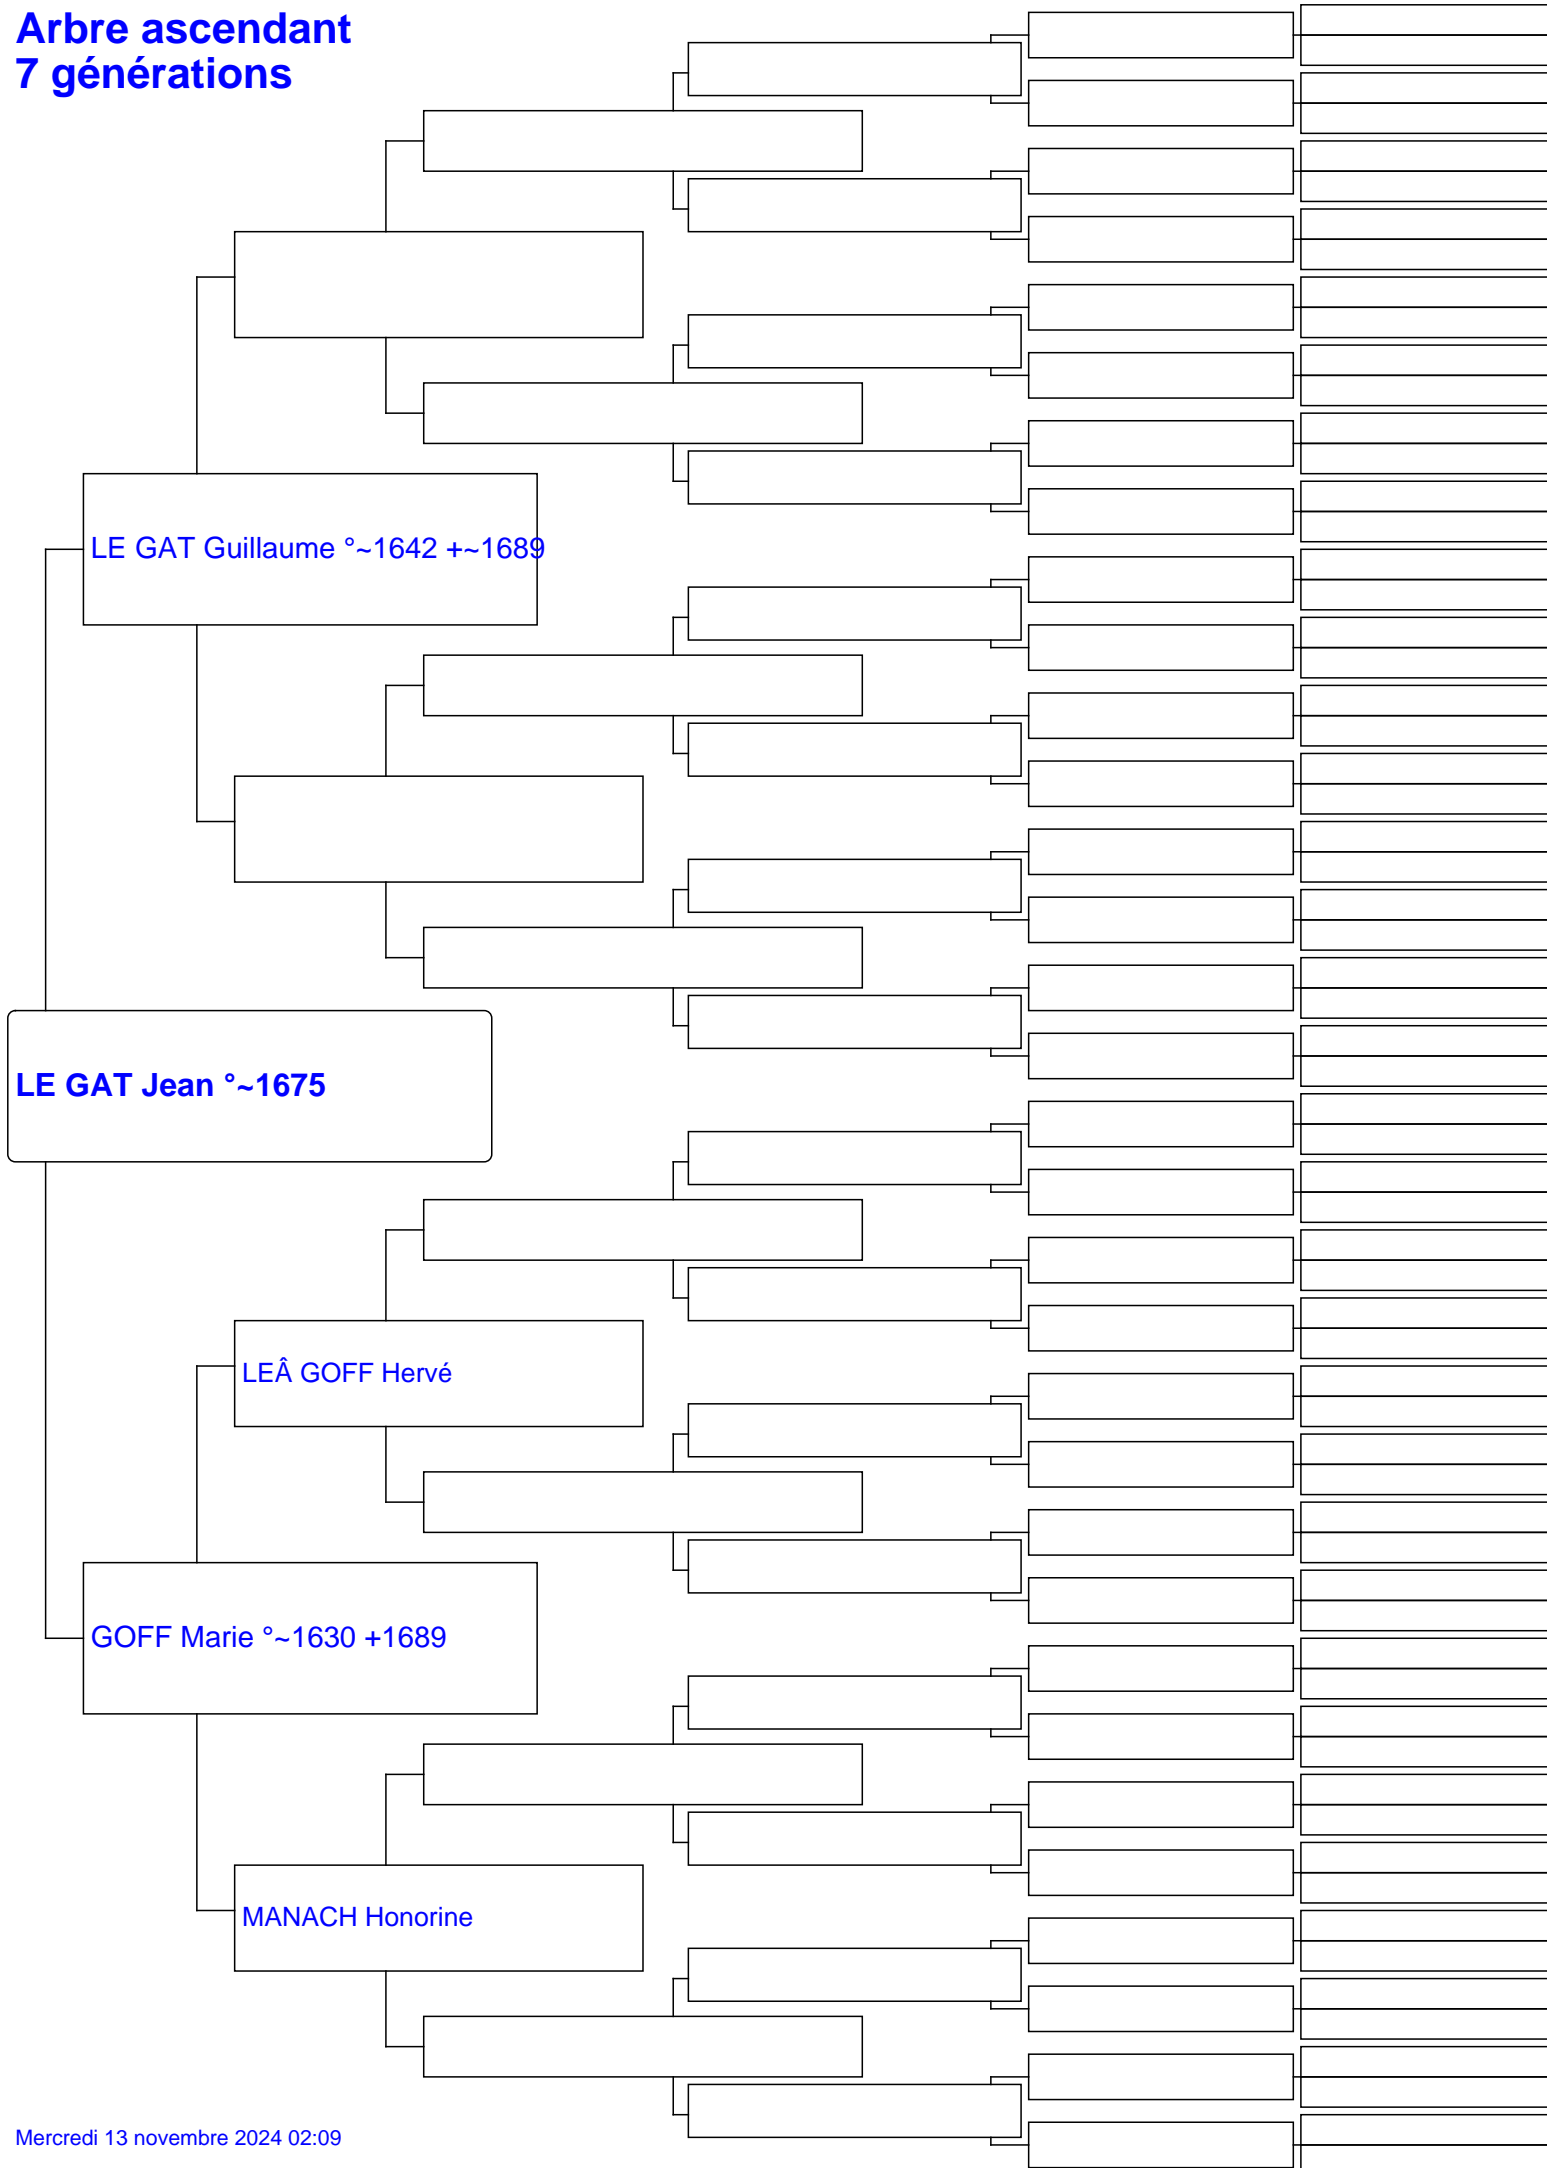 Arbre ascendant
7 générations
LE GAT Guillaume °~1642 +~1689
LE GAT Jean °~1675
LEÂ GOFF Hervé
GOFF Marie °~1630 +1689
MANACH Honorine
Mercredi 13 novembre 2024 02:09